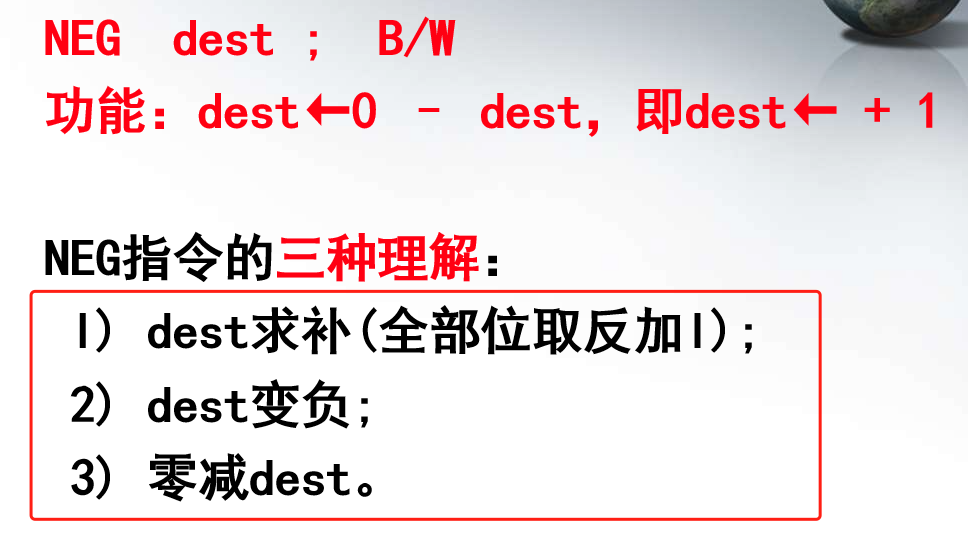 NEG dest ; B/W
功能：dest←0 - dest，即dest← + 1
NEG指令的三种理解：
l) dest求补(全部位取反加l);
2) dest变负;
3) 零减dest。